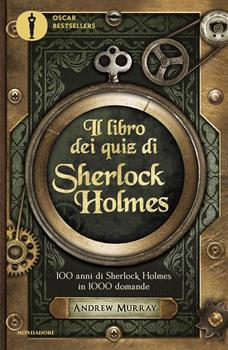 OSCAR
BESTSELLERS
Il libro
dei quiz di
Sherlock
Holmes
100 anni di Sherlock Holmes
in 1000 domande
ANDREW MURRAY
MONDADORI